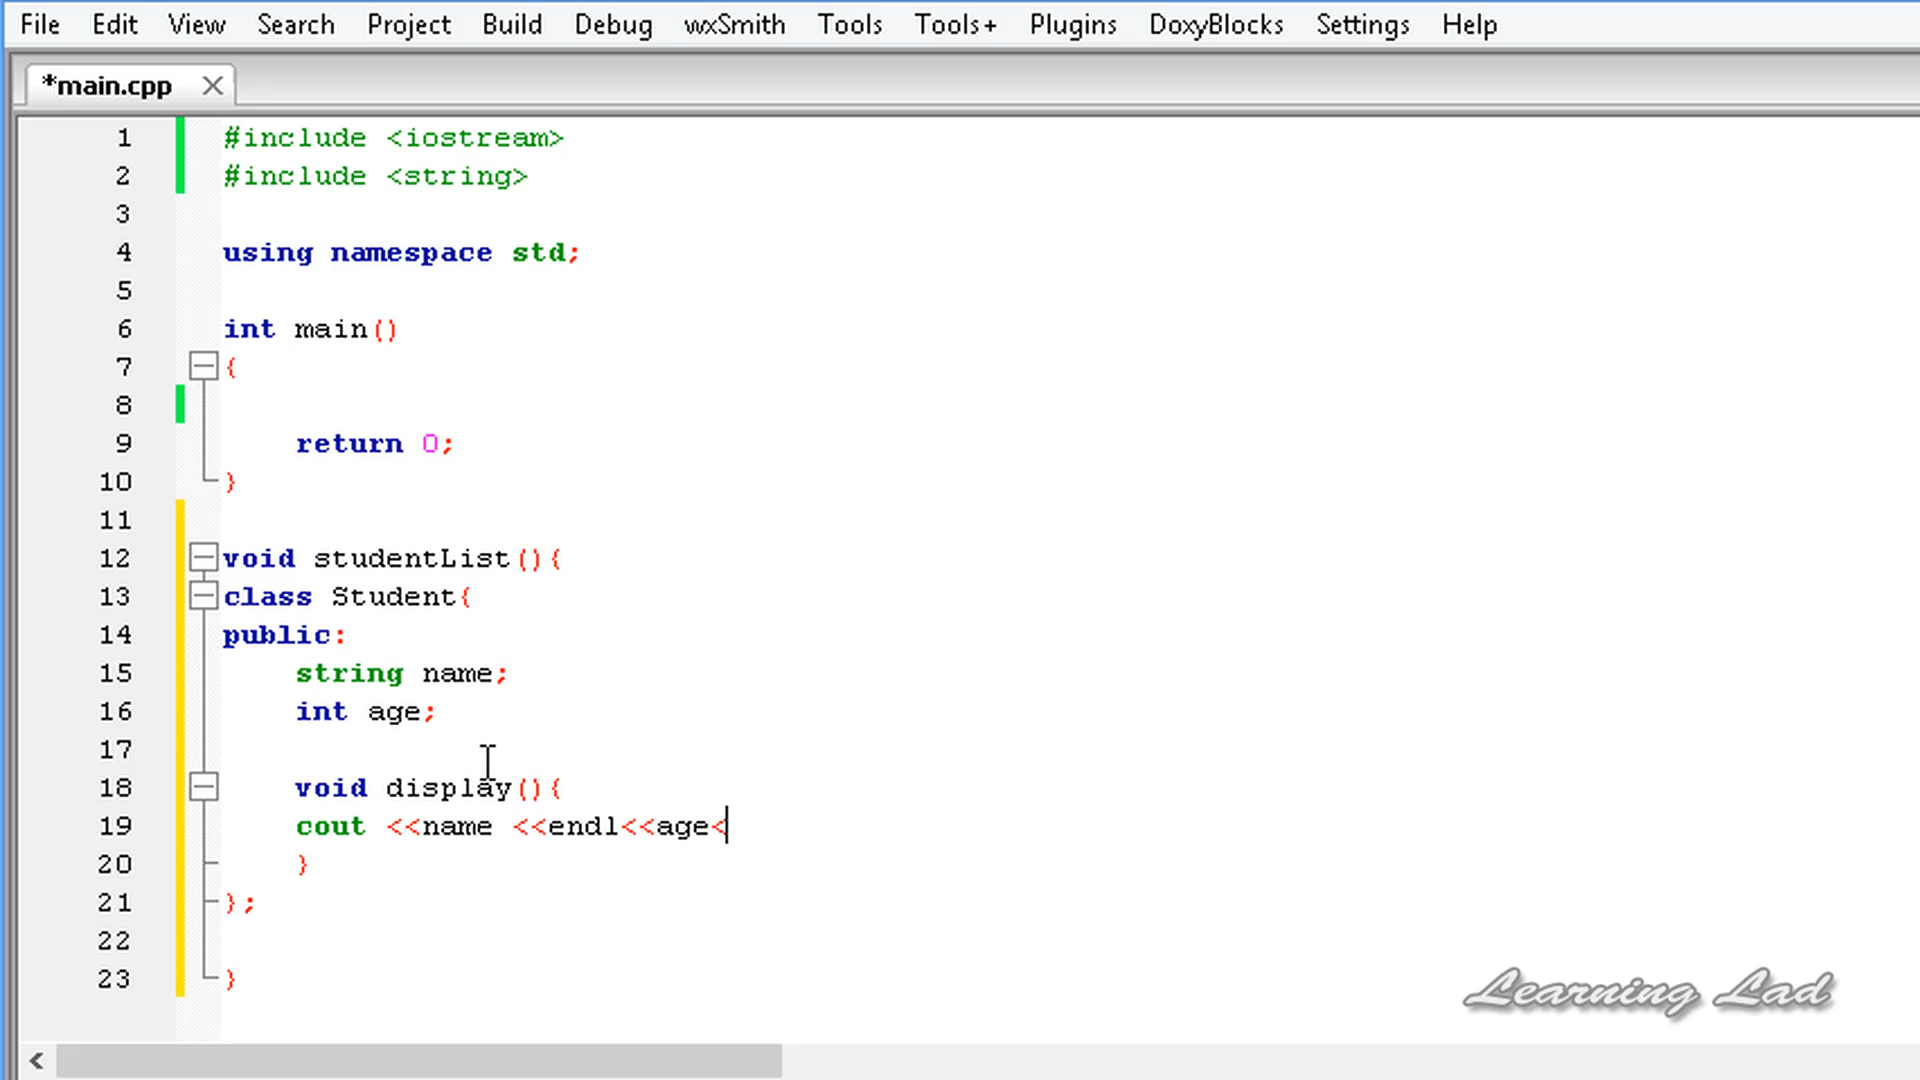 File Edit View Search Project Build Debug wxSmith Tools Tools+ Plugins DoxyBlocks Settings Help
*main.cpp
1 #include <iostream>
2 #include <string>
3
4 using namespace std;
5
6 int main()
7 {
8
9 return 0;
10 }
11
12 void studentList(){
13 class Student{
14 public:
15 string name;
16 int age;
17
18 void display(){
19 cout <<name <<endl<<age<
20 }
21 };
22
23 }
Learning Lad